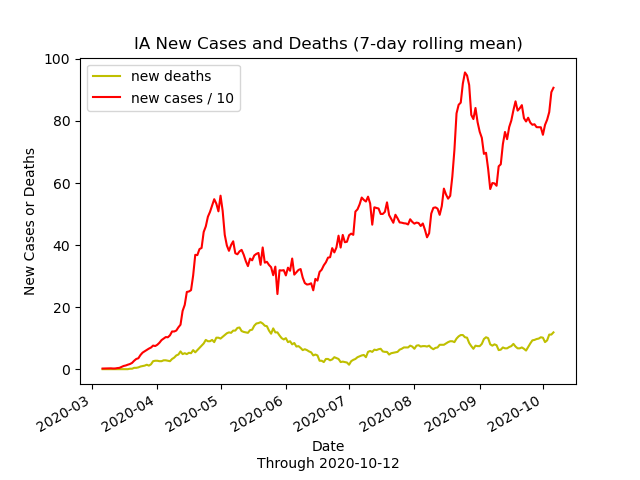 IA New Cases and Deaths (7-day rolling mean)
new deaths
new cases / 10
100
80
60
40
20
0
New Cases or Deaths
2020-03
2020-04
2020-05
2020-06
2020-07
2020-08
2020-09
2020-10
Date
Through 2020-10-12